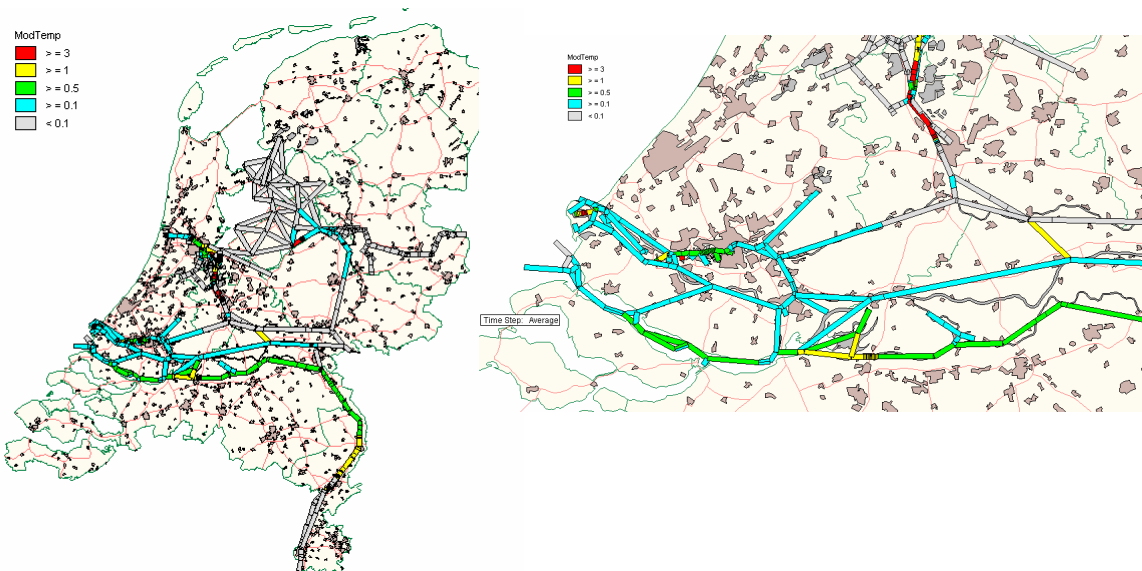 ModTemp
> = 3
> = 1
> = 0.5
> = 0.1
< 0.1
ModTemp
> = 3
> = 1
> = 0.5
> = 0.1
< 0.1
Time Step: Average